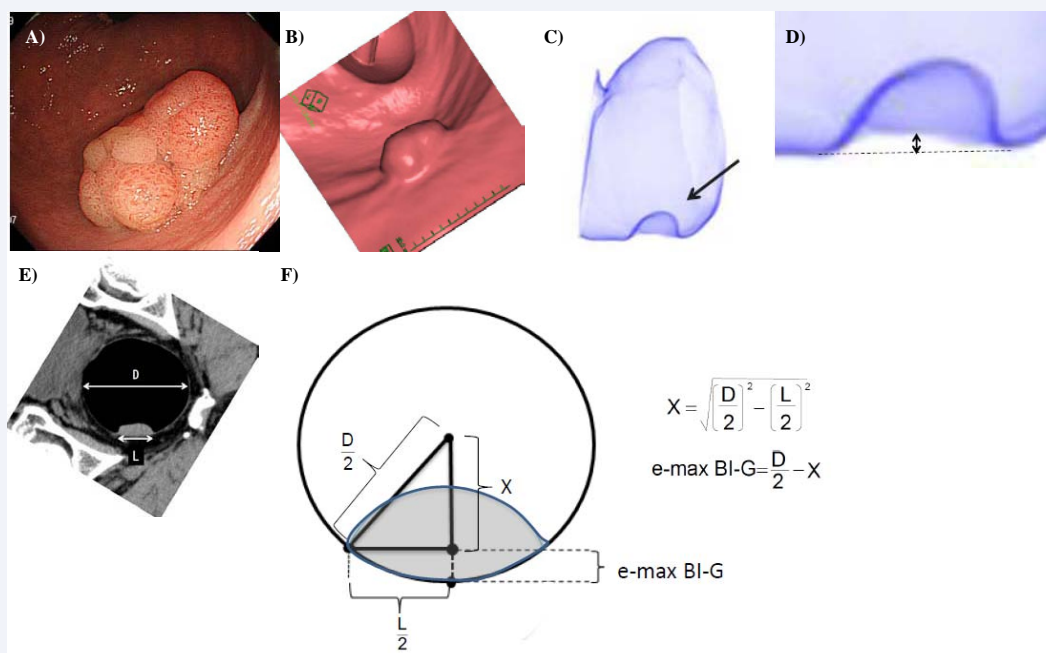 A)
B)
C)
D)
E)
D
L
F)
D/2
X
L/2
e-max BI-G
X = √((D/2)² − (L/2)²)
e-max BI-G = D/2 − X